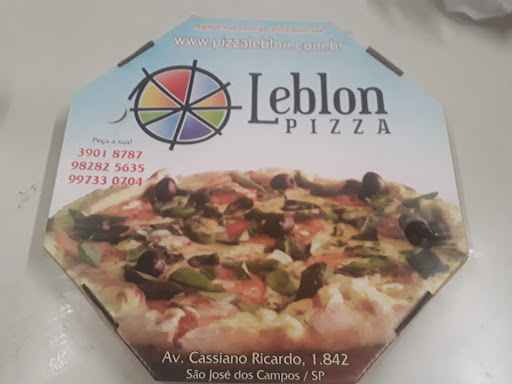 www.pizzaleblon.com.br
Leblon
PIZZA
Peça a sua!
3901 8787
98282 5635
99733 0704
Av. Cassiano Ricardo, 1.842
São José dos Campos / SP